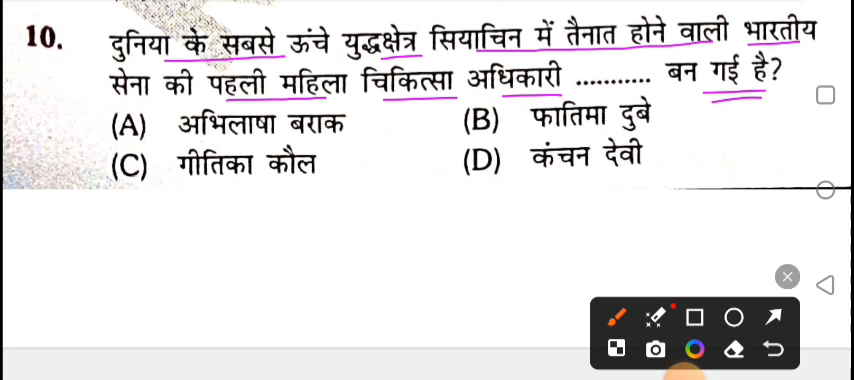 10. दुनिया के सबसे ऊंचे युद्धक्षेत्र सियाचिन में तैनात होने वाली भारतीय
सेना की पहली महिला चिकित्सा अधिकारी ........... बन गई है?
(A) अभिलाषा बराक (B) फातिमा दुबे
(C) गीतिका कौल (D) कंचन देवी